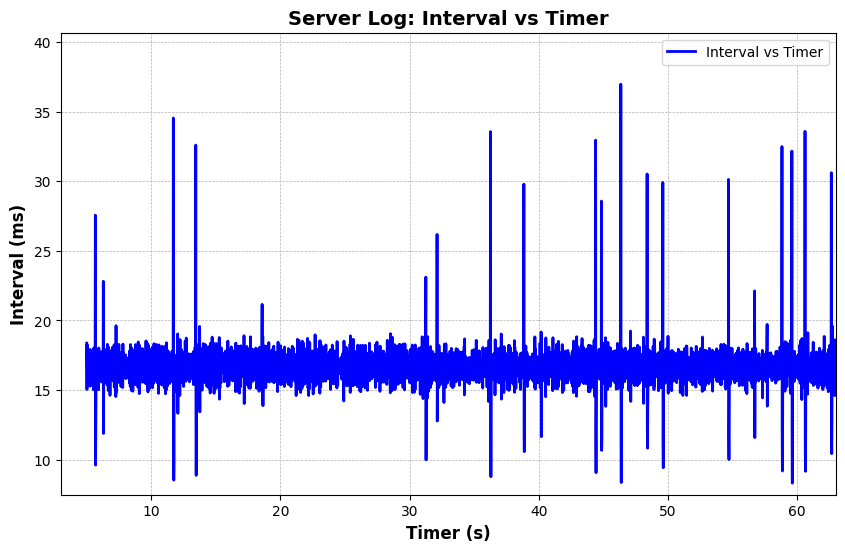 Server Log: Interval vs Timer
Interval vs Timer
40
35
30
25
20
15
10
Interval (ms)
10 20 30 40 50 60
Timer (s)